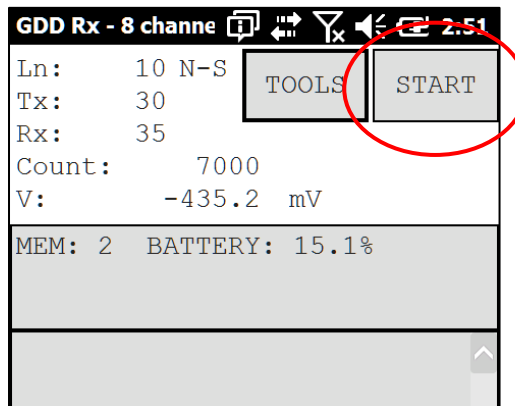 GDD Rx - 8 channe 2:51
Ln: 10 N-S
TOOLS START
Tx: 30
Rx: 35
Count: 7000
V: -435.2 mV
MEM: 2 BATTERY: 15.1%